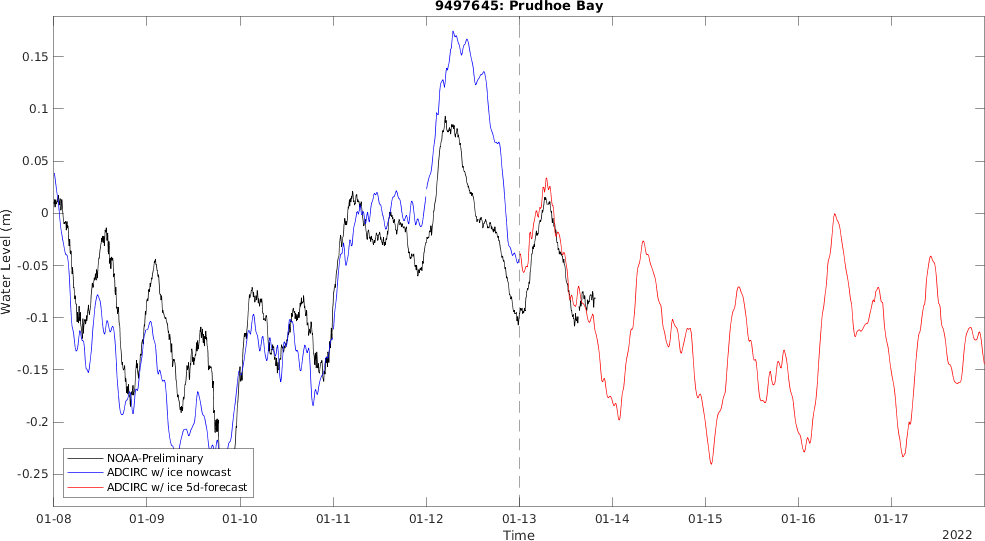 9497645: Prudhoe Bay
0.15
0.1
0.05
0
-0.05
-0.1
-0.15
-0.2
-0.25
Water Level (m)
NOAA-Preliminary
ADCIRC w/ ice nowcast
ADCIRC w/ ice 5d-forecast
01-08 01-09 01-10 01-11 01-12 01-13 01-14 01-15 01-16 01-17
Time
2022